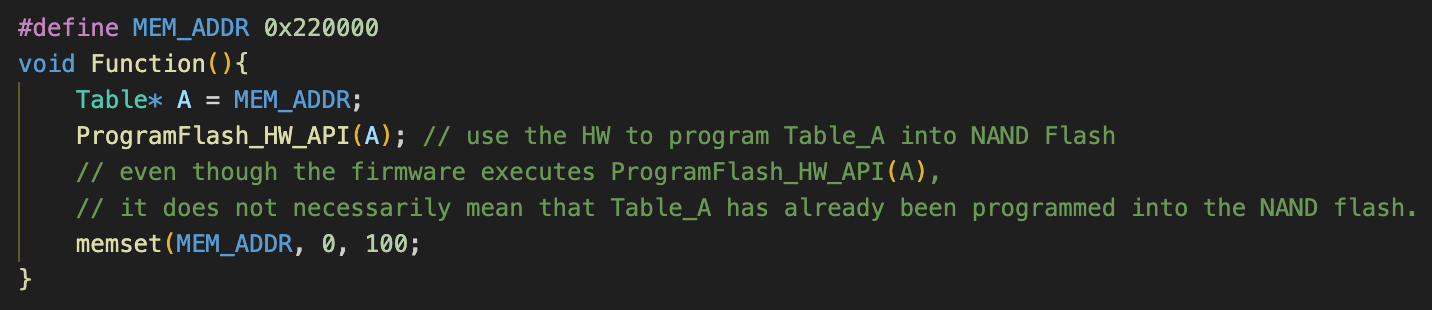 #define MEM_ADDR 0x220000
void Function(){
    Table* A = MEM_ADDR;
    ProgramFlash_HW_API(A); // use the HW to program Table_A into NAND Flash
    // even though the firmware executes ProgramFlash_HW_API(A),
    // it does not necessarily mean that Table_A has already been programmed into the NAND flash.
    memset(MEM_ADDR, 0, 100;
}